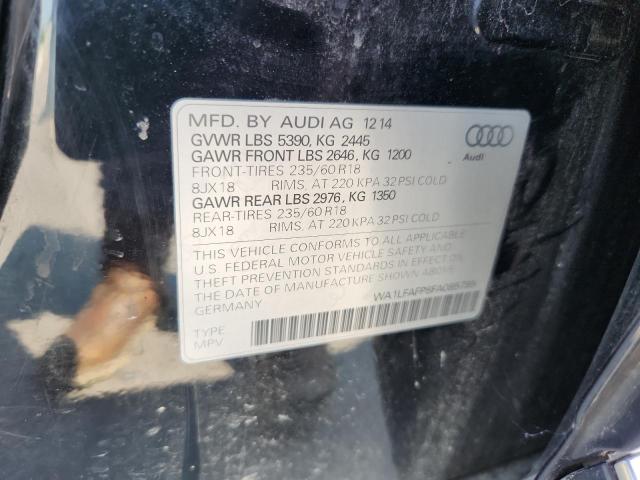 MFD. BY AUDI AG 12 14
GVWR LBS 5390, KG 2445
GAWR FRONT LBS 2646, KG 1200
FRONT-TIRES 235/60 R18
8JX18 RIMS, AT 220 KPA 32 PSI COLD
GAWR REAR LBS 2976, KG 1350
REAR-TIRES 235/60 R18
8JX18 RIMS, AT 220 KPA 32 PSI COLD
THIS VEHICLE CONFORMS TO ALL APPLICABLE
U.S. FEDERAL MOTOR VEHICLE SAFETY AND
THEFT PREVENTION STANDARDS IN EFFECT ON
THE DATE OF MANUFACTURE SHOWN ABOVE
GERMANY
TYPE
MPV
Audi